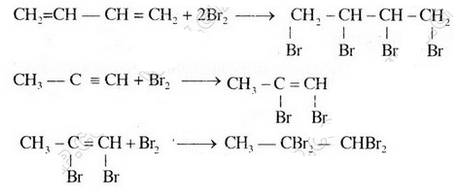 CH₂=CH — CH=CH₂ + 2Br₂ ⟶ CH₂ – CH – CH – CH₂
| | | |
Br Br Br Br
CH₃ — C ≡ CH + Br₂ ⟶ CH₃ – C = CH
| |
Br Br
CH₃ – C = CH + Br₂ ⟶ CH₃ — CBr₂ – CHBr₂
| |
Br Br